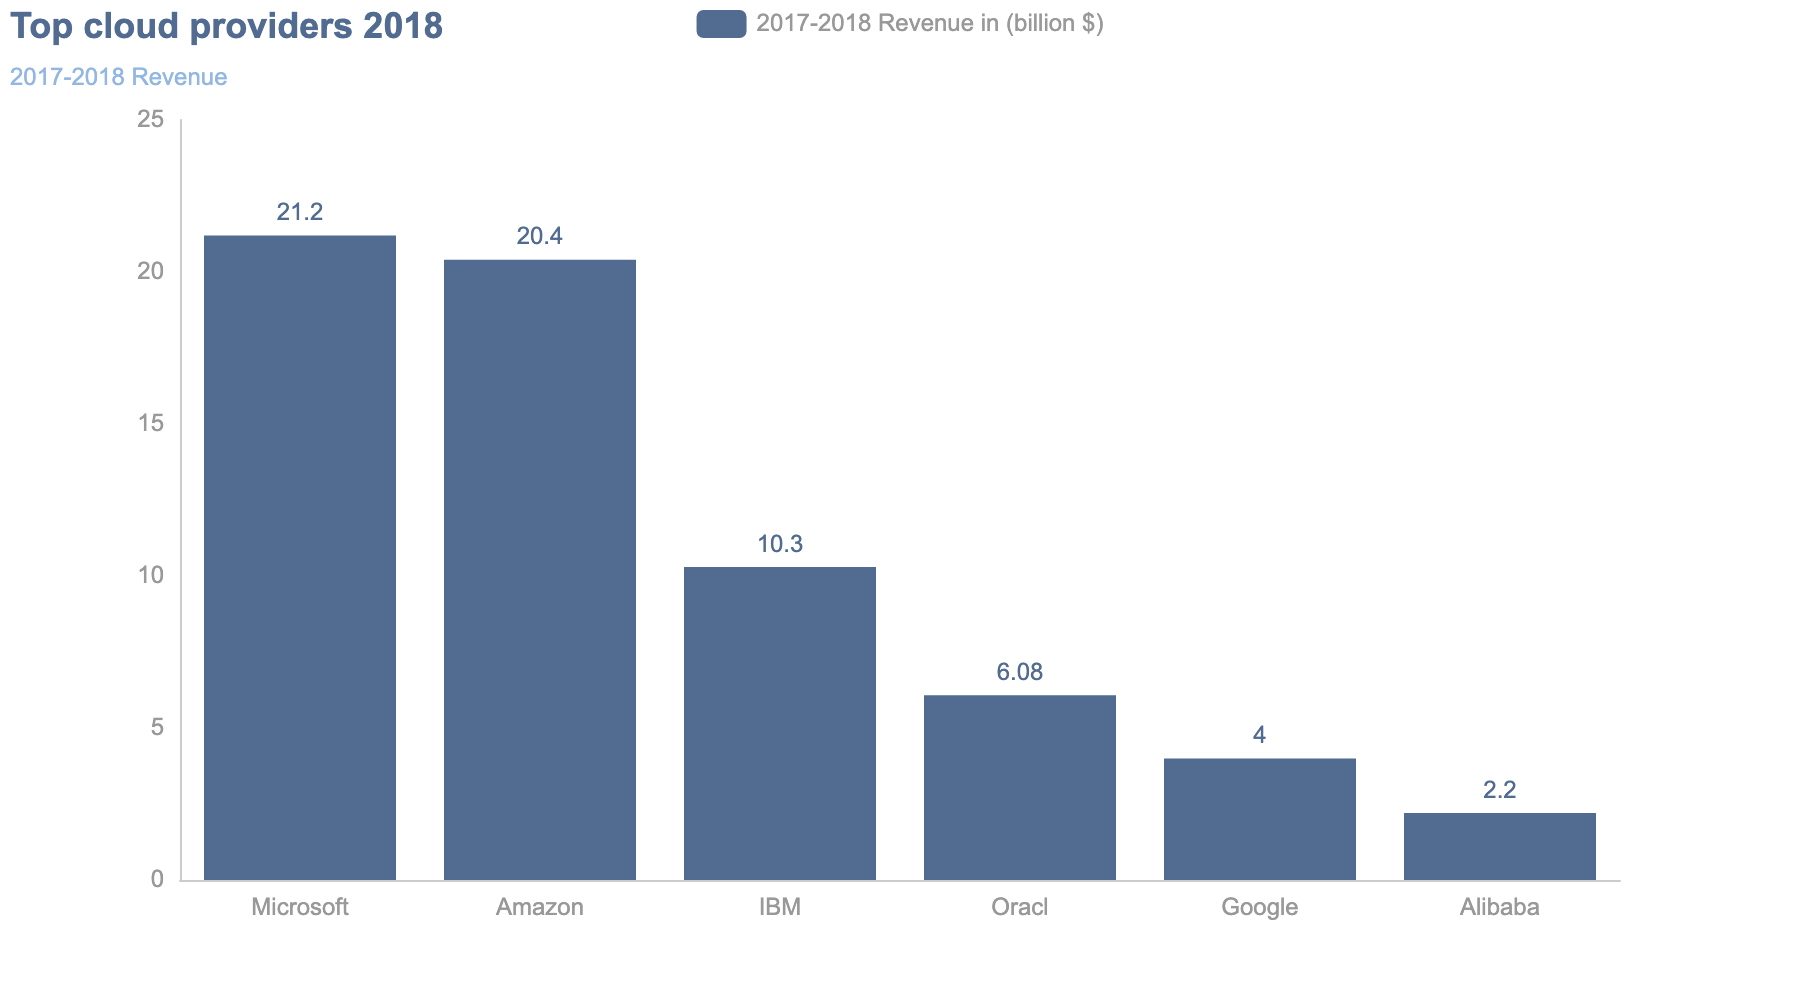 Top cloud providers 2018
2017-2018 Revenue in (billion $)
2017-2018 Revenue
25
20
15
10
5
0
21.2
20.4
10.3
6.08
4
2.2
Microsoft
Amazon
IBM
Oracl
Google
Alibaba